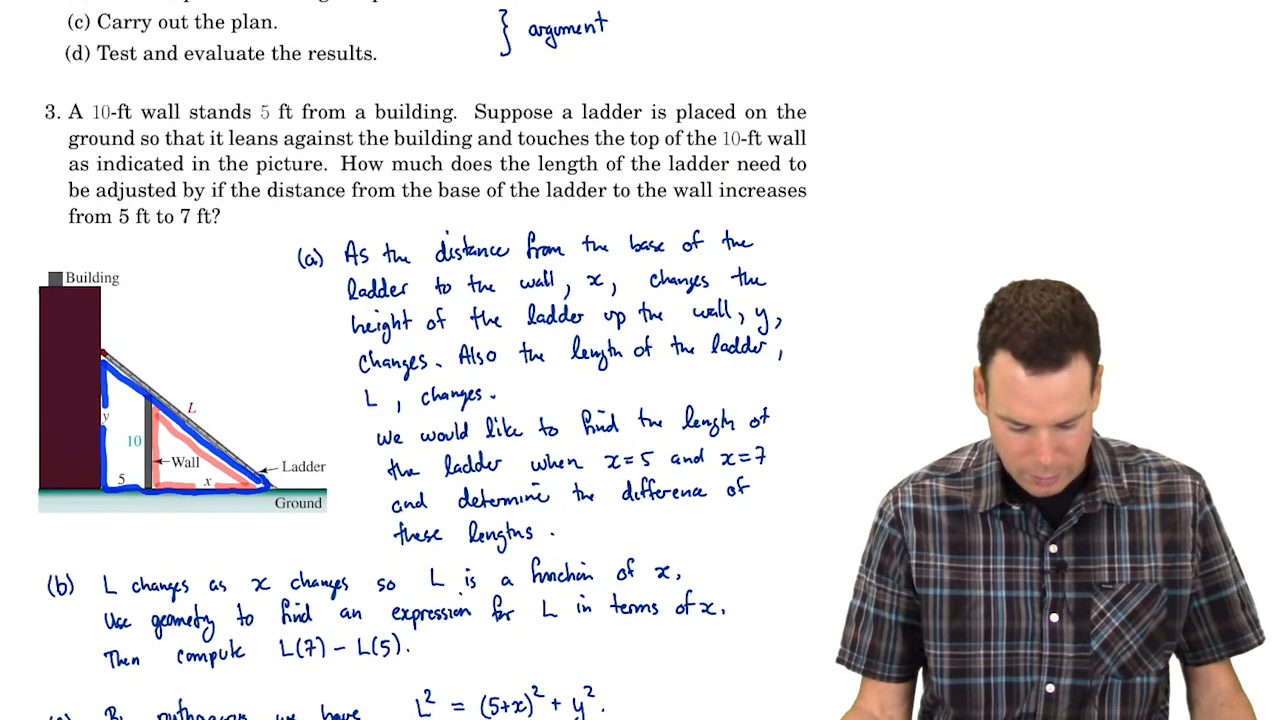 (c) Carry out the plan.
(d) Test and evaluate the results.
} argument
3. A 10-ft wall stands 5 ft from a building. Suppose a ladder is placed on the
ground so that it leans against the building and touches the top of the 10-ft wall
as indicated in the picture. How much does the length of the ladder need to
be adjusted by if the distance from the base of the ladder to the wall increases
from 5 ft to 7 ft?
Building
y
L
10
Wall
5
x
Ladder
Ground
(a) As the distance from the base of the
ladder to the wall, x, changes the
height of the ladder up the wall, y,
changes. Also the length of the ladder,
L, changes.
We would like to find the length of
the ladder when x=5 and x=7
and determine the difference of
these lengths.
(b) L changes as x changes so L is a function of x.
Use geometry to find an expression for L in terms of x.
Then compute L(7) - L(5).
By pythagoras we have L² = (5+x)² + y².